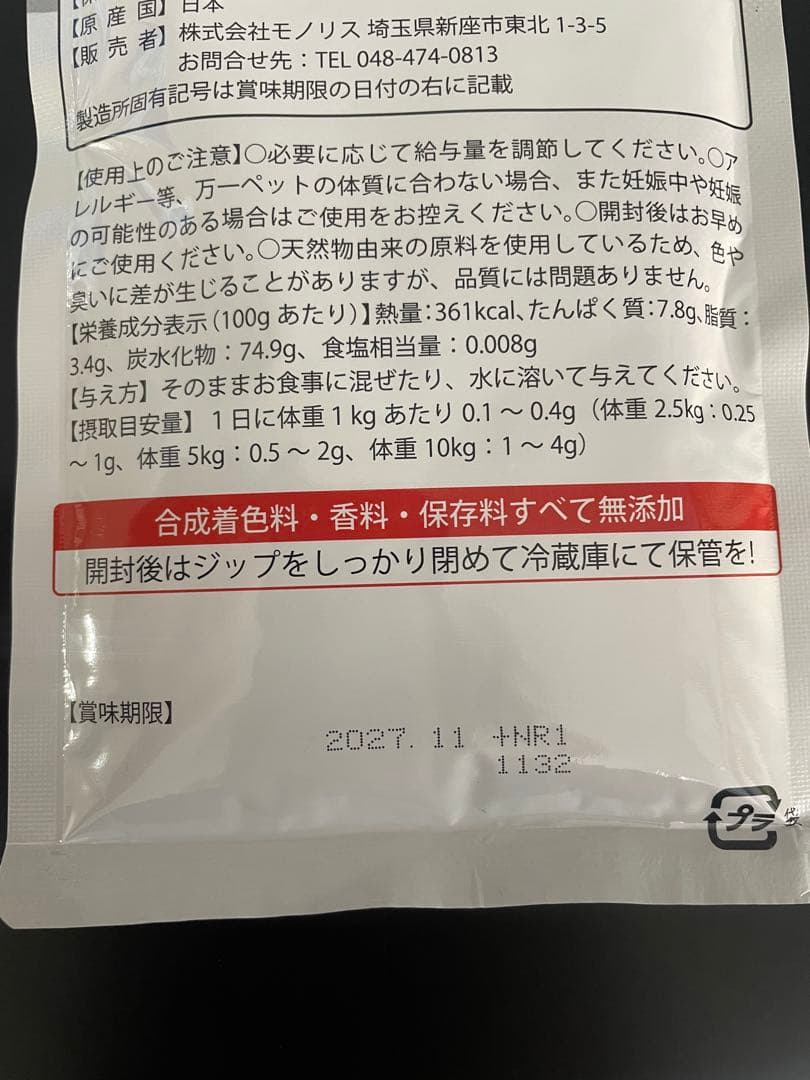 【原産国】日本
【販売者】株式会社モノリス 埼玉県新座市東北 1-3-5
お問合せ先：TEL 048-474-0813
製造所固有記号は賞味期限の日付の右に記載
【使用上のご注意】○必要に応じて給与量を調節してください。○ア
レルギー等、万一ペットの体質に合わない場合、また妊娠中や妊娠
の可能性のある場合はご使用をお控えください。○開封後はお早め
にご使用ください。○天然物由来の原料を使用しているため、色や
臭いに差が生じることがありますが、品質には問題ありません。
【栄養成分表示（100g あたり）】熱量：361kcal、たんぱく質：7.8g、脂質：
3.4g、炭水化物：74.9g、食塩相当量：0.008g
【与え方】そのままお食事に混ぜたり、水に溶いて与えてください。
【摂取目安量】1日に体重 1 kg あたり 0.1 〜 0.4g（体重 2.5kg：0.25
〜 1g、体重 5kg：0.5 〜 2g、体重 10kg：1 〜 4g）
合成着色料・香料・保存料すべて無添加
開封後はジップをしっかり閉めて冷蔵庫にて保管を!
【賞味期限】
2027. 11 +NR1
1132
プラ 袋